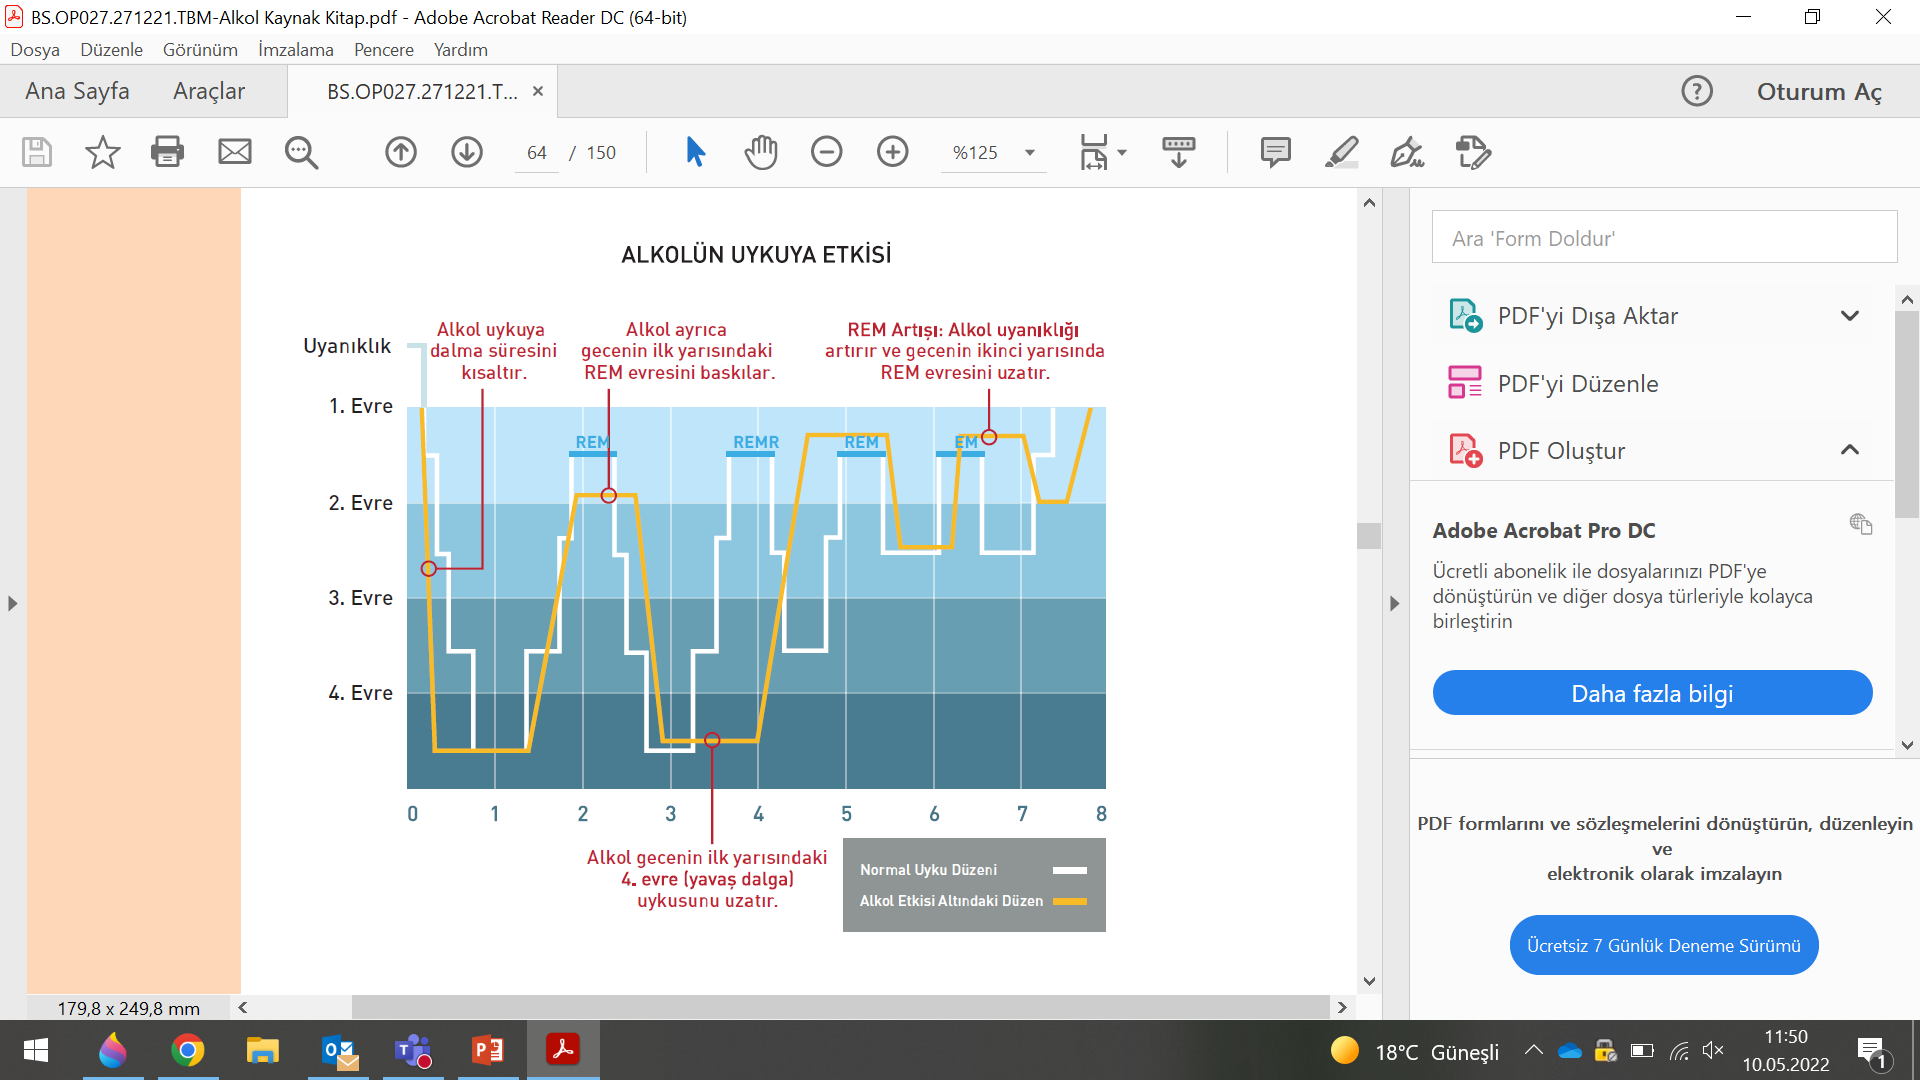 BS.OP027.271221.TBM-Alkol Kaynak Kitap.pdf - Adobe Acrobat Reader DC (64-bit)
Dosya Düzenle Görünüm İmzalama Pencere Yardım
Ana Sayfa Araçlar BS.OP027.271221.T... Oturum Aç
64 / 150 %125
ALKOLÜN UYKUYA ETKİSİ
Alkol uykuya
dalma süresini
kısaltır.
Alkol ayrıca
gecenin ilk yarısındaki
REM evresini baskılar.
REM Artışı: Alkol uyanıklığı
artırır ve gecenin ikinci yarısında
REM evresini uzatır.
Uyanıklık
1. Evre
2. Evre
3. Evre
4. Evre
REM REMR REM EM
0 1 2 3 4 5 6 7 8
Alkol gecenin ilk yarısındaki
4. evre (yavaş dalga)
uykusunu uzatır.
Normal Uyku Düzeni
Alkol Etkisi Altındaki Düzen
179,8 x 249,8 mm
Ara 'Form Doldur'
PDF'yi Dışa Aktar
PDF'yi Düzenle
PDF Oluştur
Adobe Acrobat Pro DC
Ücretli abonelik ile dosyalarınızı PDF'ye
dönüştürün ve diğer dosya türleriyle kolayca
birleştirin
Daha fazla bilgi
PDF formlarını ve sözleşmelerini dönüştürün, düzenleyin
ve
elektronik olarak imzalayın
Ücretsiz 7 Günlük Deneme Sürümü
18°C Güneşli
11:50
10.05.2022
1